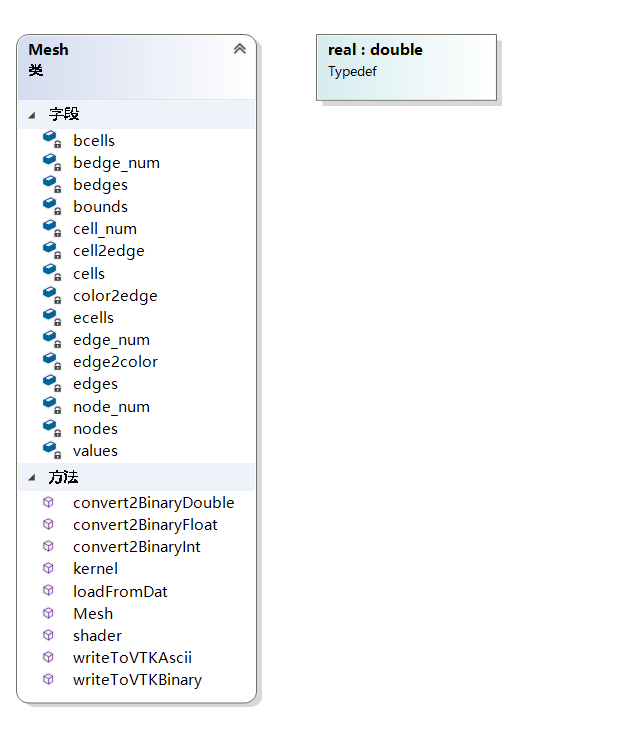 Mesh
类
字段
bcells
bedge_num
bedges
bounds
cell_num
cell2edge
cells
color2edge
ecells
edge_num
edge2color
edges
node_num
nodes
values
方法
convert2BinaryDouble
convert2BinaryFloat
convert2BinaryInt
kernel
loadFromDat
Mesh
shader
writeToVTKAscii
writeToVTKBinary
real : double
Typedef